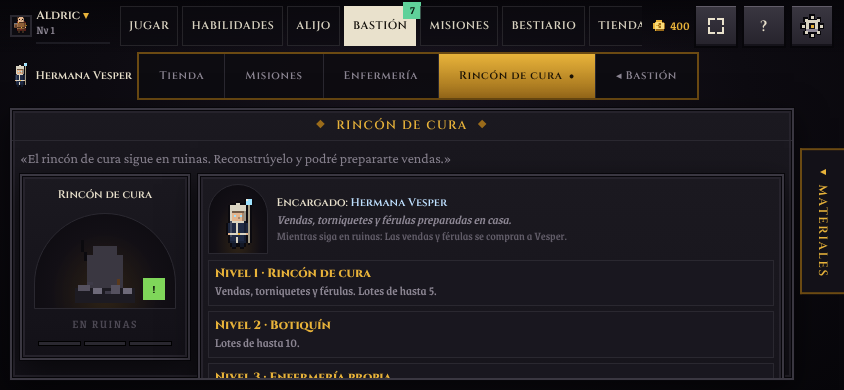 Aldric ▾
Nv 1
JUGAR
HABILIDADES
ALIJO
BASTIÓN
7
MISIONES
BESTIARIO
TIENDA
400
?
Hermana Vesper
Tienda
Misiones
Enfermería
Rincón de cura •
◂ Bastión
◆ RINCÓN DE CURA ◆
«El rincón de cura sigue en ruinas. Reconstrúyelo y podré prepararte vendas.»
Rincón de cura
!
EN RUINAS
Encargado: Hermana Vesper
Vendas, torniquetes y férulas preparadas en casa.
Mientras siga en ruinas: Las vendas y férulas se compran a Vesper.
Nivel 1 · Rincón de cura
Vendas, torniquetes y férulas. Lotes de hasta 5.
Nivel 2 · Botiquín
Lotes de hasta 10.
Nivel 3 · Enfermería propia
◂ MATERIALES